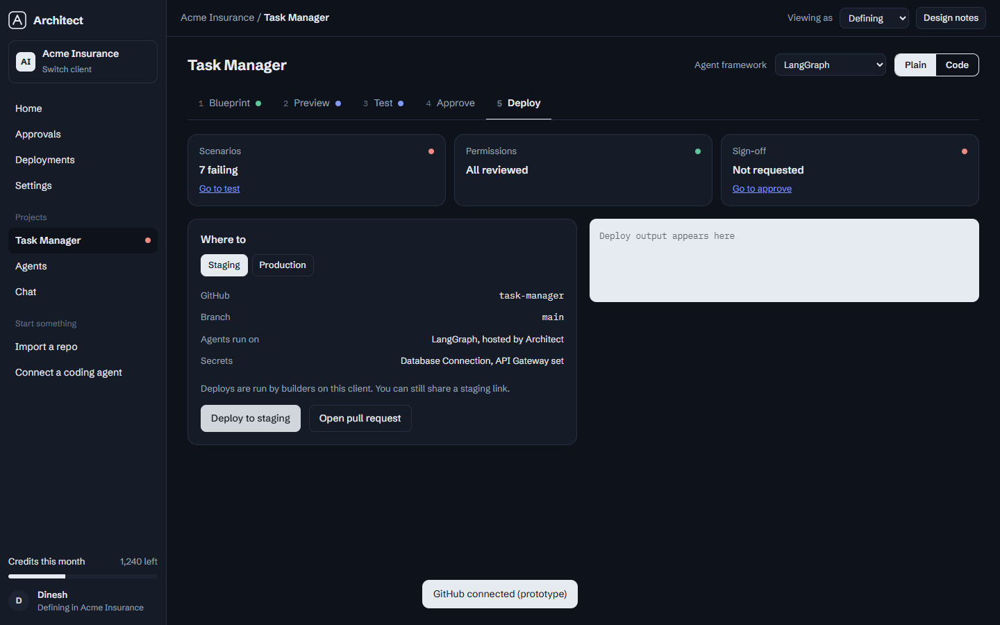 Architect
AI
Acme Insurance
Switch client
Home
Approvals
Deployments
Settings
Projects
Task Manager
Agents
Chat
Start something
Import a repo
Connect a coding agent
Credits this month 1,240 left
D
Dinesh
Defining in Acme Insurance
Acme Insurance / Task Manager
Viewing as Defining Design notes
Task Manager
Agent framework LangGraph Plain Code
1 Blueprint 2 Preview 3 Test 4 Approve 5 Deploy
Scenarios
7 failing
Go to test
Permissions
All reviewed
Sign-off
Not requested
Go to approve
Where to
Staging Production
GitHub task-manager
Branch main
Agents run on LangGraph, hosted by Architect
Secrets Database Connection, API Gateway set
Deploys are run by builders on this client. You can still share a staging link.
Deploy to staging Open pull request
Deploy output appears here
GitHub connected (prototype)